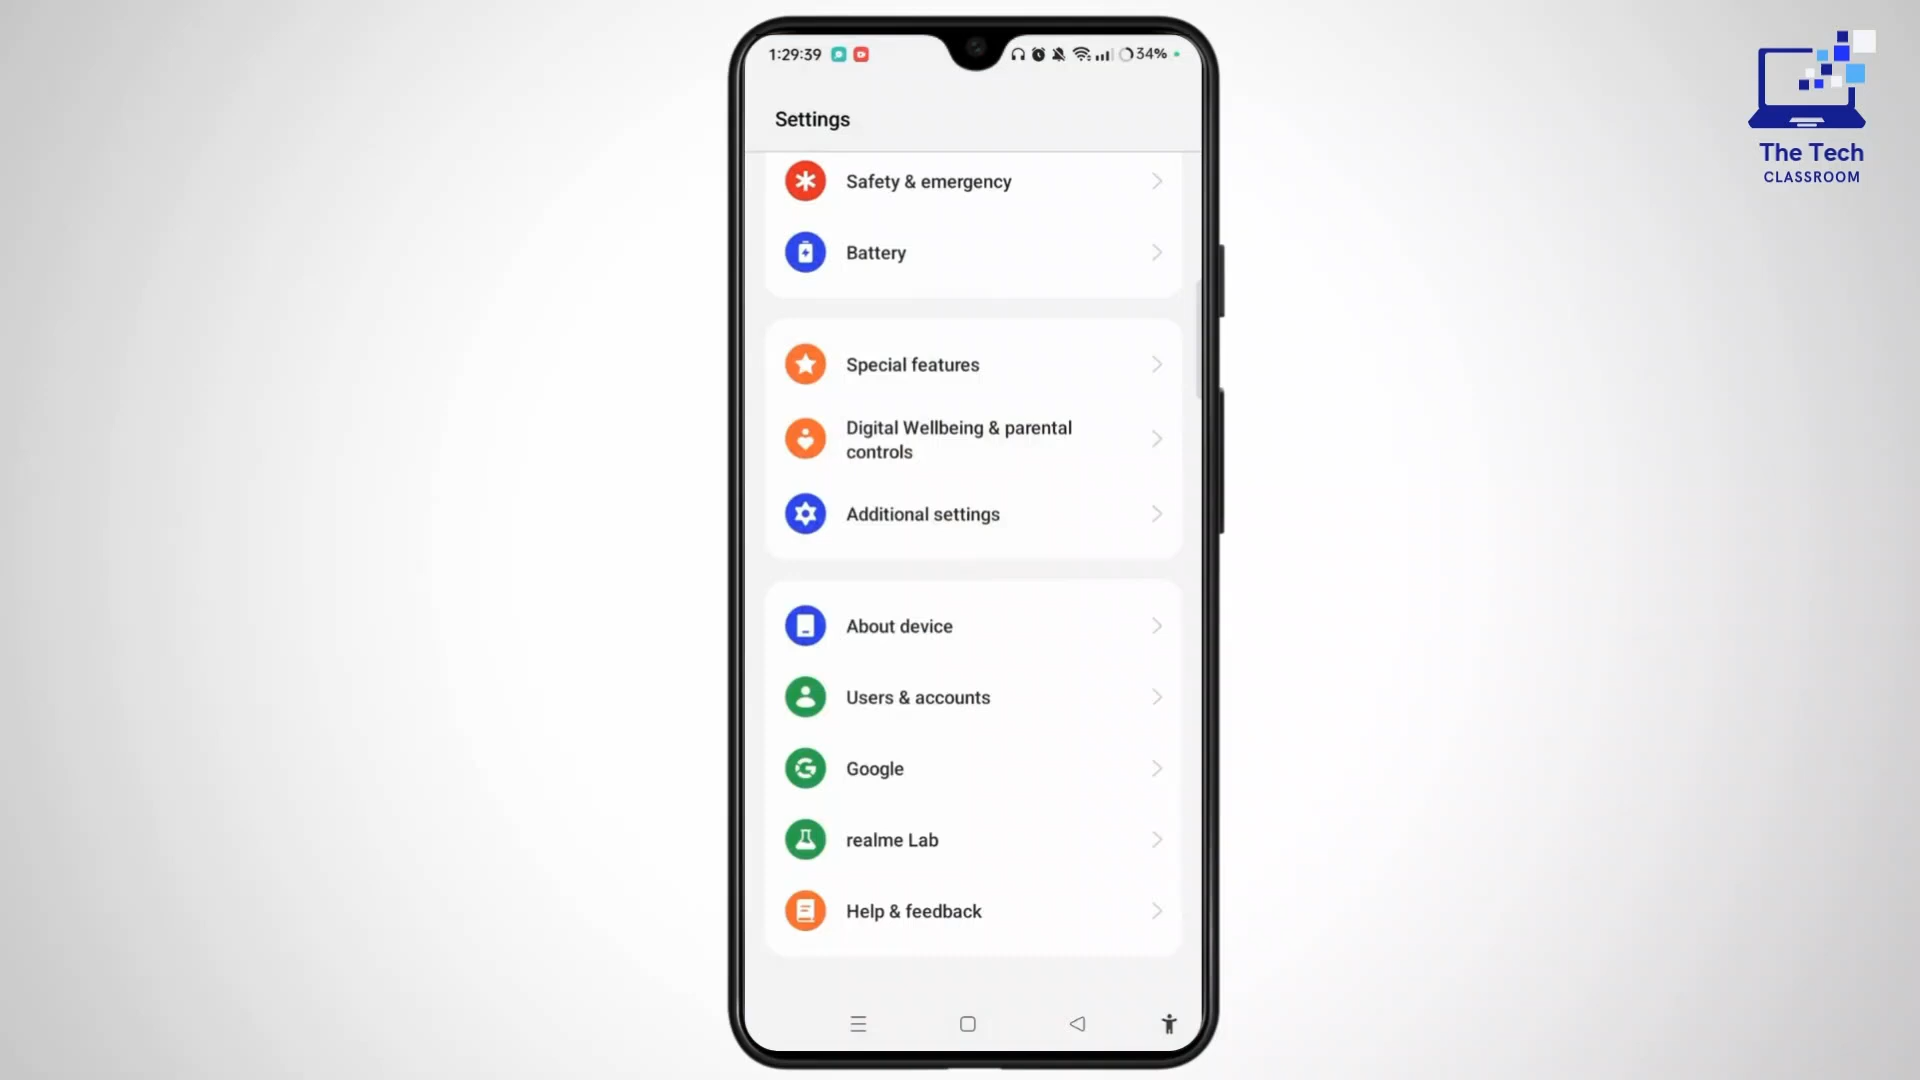 1:29:39
34%
The Tech
CLASSROOM
Settings
Safety & emergency
Battery
Special features
Digital Wellbeing & parental
controls
Additional settings
About device
Users & accounts
Google
realme Lab
Help & feedback